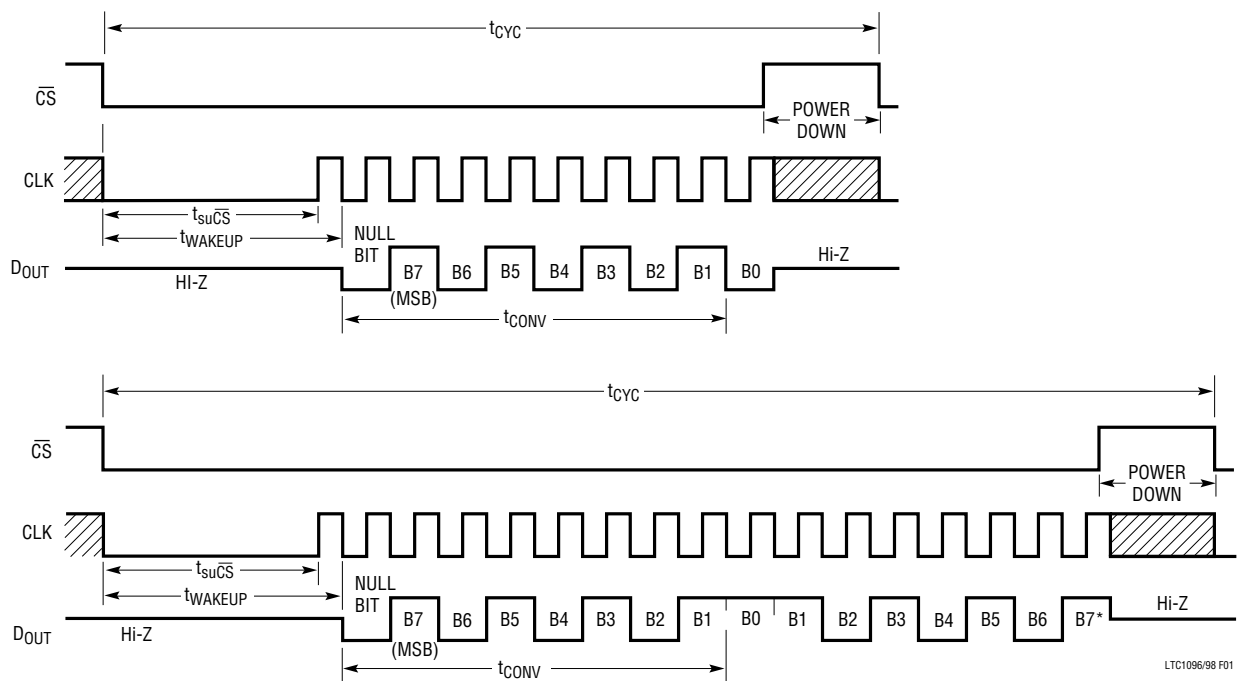 tCYC
CS
POWER
DOWN
CLK
tsuCS
tWAKEUP
NULL
BIT
DOUT
HI-Z
B7 B6 B5 B4 B3 B2 B1 B0
Hi-Z
(MSB)
tCONV
tCYC
CS
POWER
DOWN
CLK
tsuCS
tWAKEUP
NULL
BIT
DOUT
Hi-Z
B7 B6 B5 B4 B3 B2 B1 B0 B1 B2 B3 B4 B5 B6 B7*
Hi-Z
(MSB)
tCONV
LTC1096/98 F01